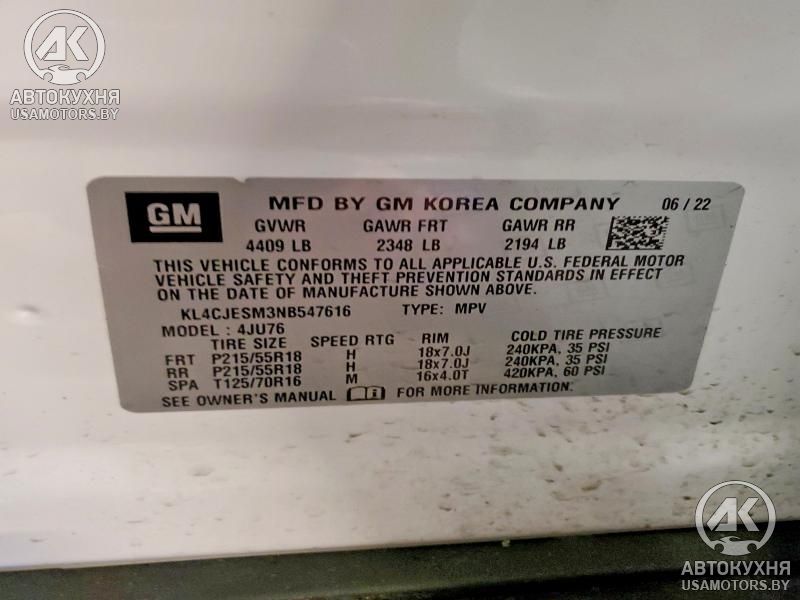 AK
АВТОКУХНЯ
USAMOTORS.BY
GM
MFD BY GM KOREA COMPANY 06 / 22
GVWR GAWR FRT GAWR RR
4409 LB 2348 LB 2194 LB
THIS VEHICLE CONFORMS TO ALL APPLICABLE U.S. FEDERAL MOTOR
VEHICLE SAFETY AND THEFT PREVENTION STANDARDS IN EFFECT
ON THE DATE OF MANUFACTURE SHOWN ABOVE.
KL4CJESM3NB547616 TYPE: MPV
MODEL : 4JU76
TIRE SIZE SPEED RTG RIM COLD TIRE PRESSURE
FRT P215/55R18 H 18x7.0J 240KPA, 35 PSI
RR P215/55R18 H 18x7.0J 240KPA, 35 PSI
SPA T125/70R16 M 16x4.0T 420KPA, 60 PSI
SEE OWNER'S MANUAL FOR MORE INFORMATION.
AK
АВТОКУХНЯ
USAMOTORS.BY